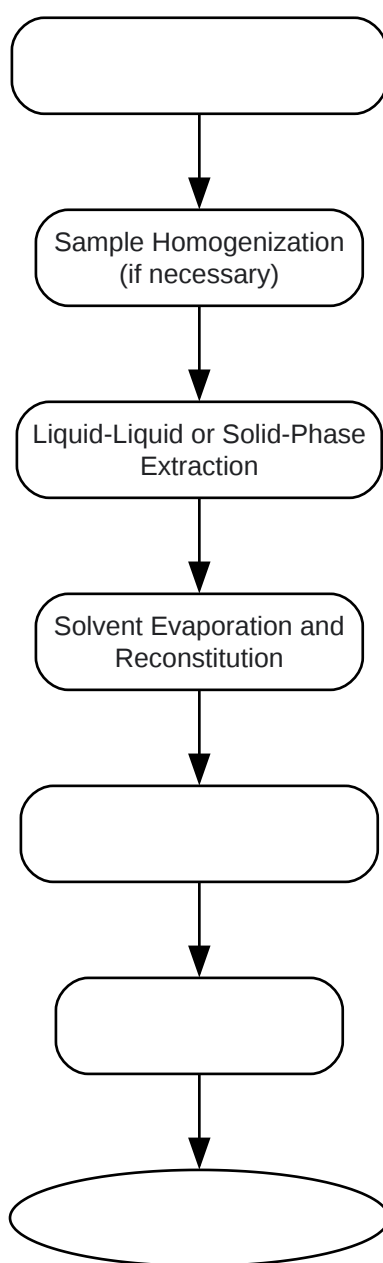 Sample Homogenization
(if necessary)
Liquid-Liquid or Solid-Phase
Extraction
Solvent Evaporation and
Reconstitution